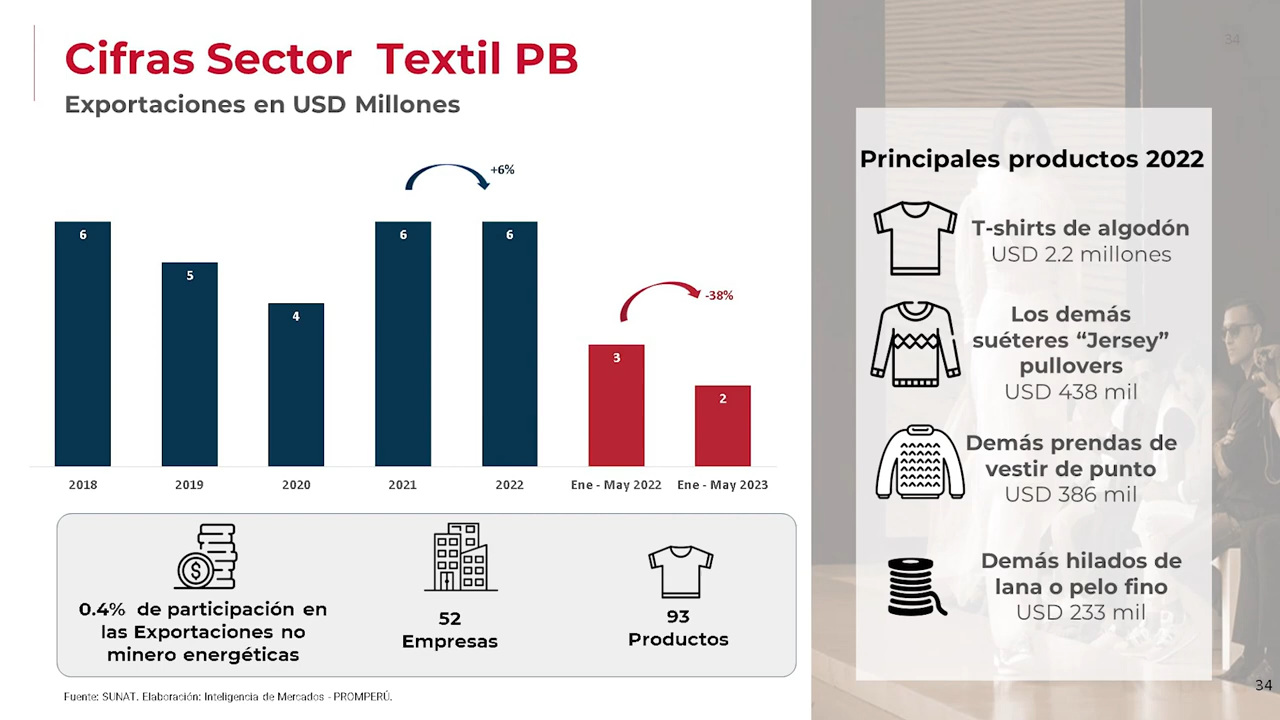 Cifras Sector  Textil PB
Exportaciones en USD Millones
34
+6%
6
5
4
6
6
-38%
3
2
2018
2019
2020
2021
2022
Ene - May 2022
Ene - May 2023
0.4%  de participación en
las Exportaciones no
minero energéticas
52
Empresas
93
Productos
Fuente: SUNAT. Elaboración: Inteligencia de Mercados - PROMPERÚ.
Principales productos 2022
T-shirts de algodón
USD 2.2 millones
Los demás
suéteres “Jersey”
pullovers
USD 438 mil
Demás prendas de
vestir de punto
USD 386 mil
Demás hilados de
lana o pelo fino
USD 233 mil
34